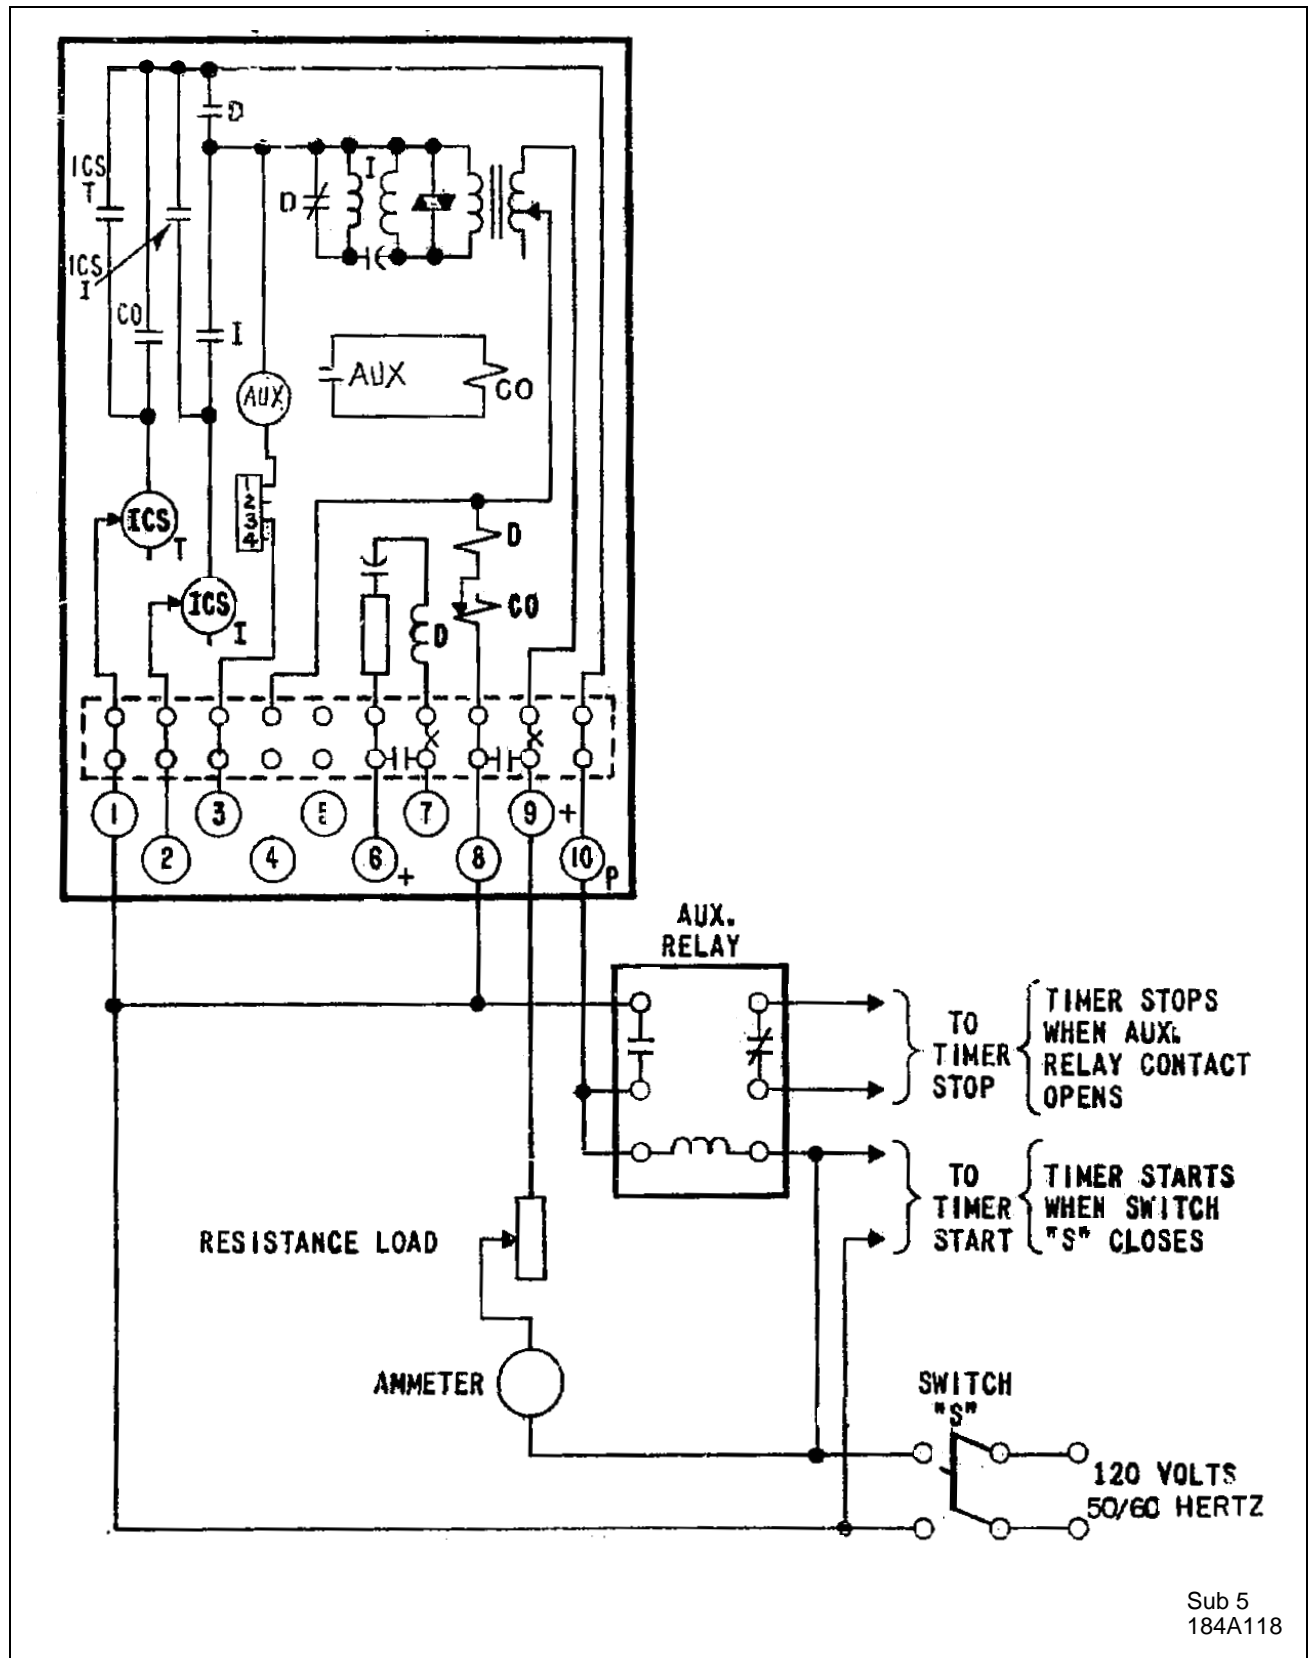 D
ICS
T
I
D
ICS
I
CO
I
AUX
AUX
CO
1
2
3
4
ICS
T
D
ICS
I
CO
D
X
X
1
3
5
7
9 +
2
4
6 +
8
10 P
AUX.
RELAY
TO
TIMER
STOP
TIMER STOPS
WHEN AUX.
RELAY CONTACT
OPENS
TO
TIMER
START
TIMER STARTS
WHEN SWITCH
"S" CLOSES
RESISTANCE LOAD
AMMETER
SWITCH
"S"
120 VOLTS
50/60 HERTZ
Sub 5
184A118